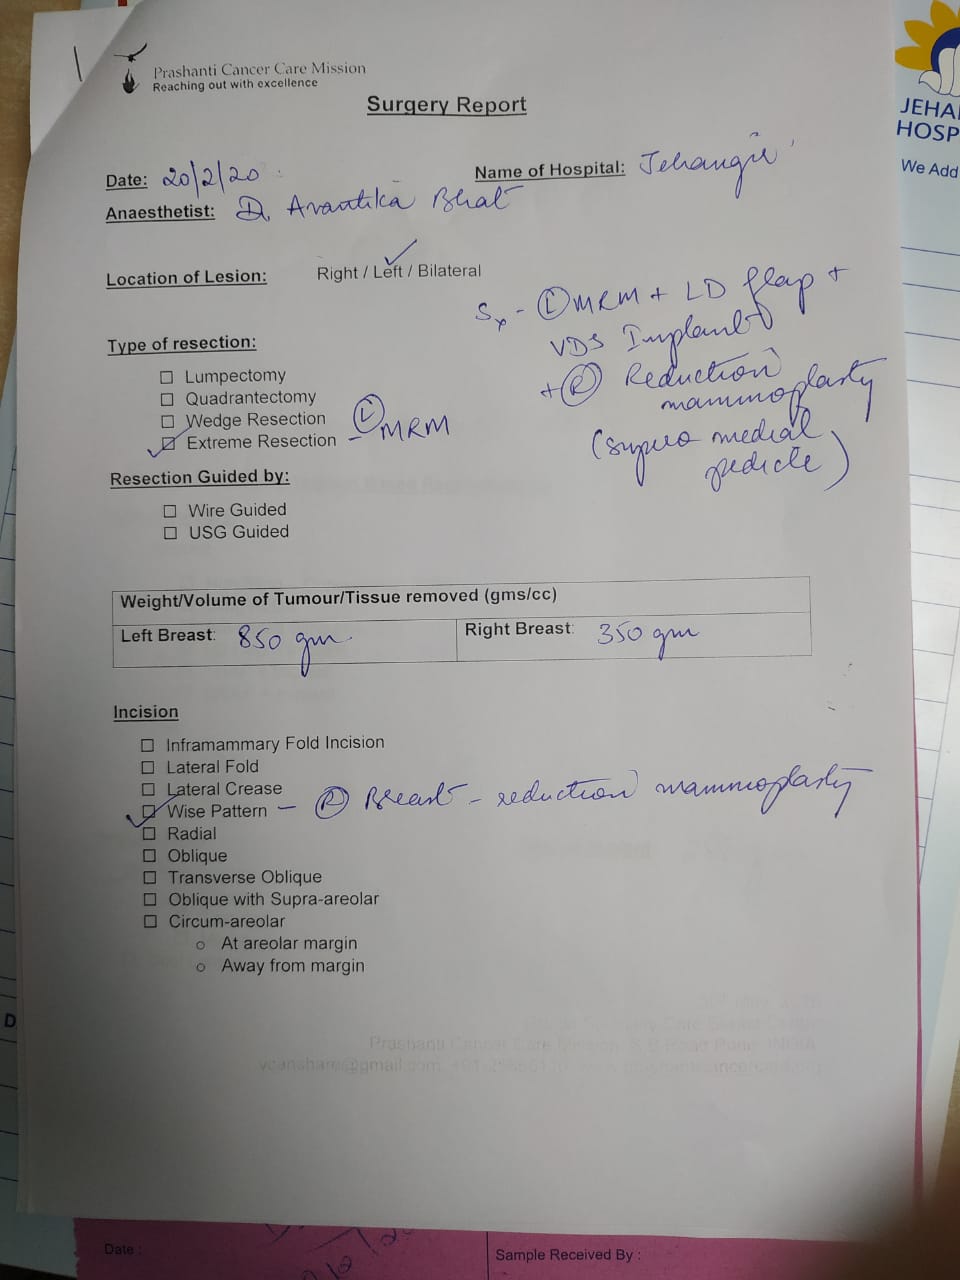 Prashanti Cancer Care Mission
Reaching out with excellence
Surgery Report
JEHA
HOSP
We Add
Date: 20/2/20
Name of Hospital: Jehangir
Anaesthetist: Dr. Avantika Bhat
Location of Lesion: Right / Left / Bilateral
Sx - (L) MRM + LD flap +
Implant
+ (R) Reduction
mammoplasty
(supero medial
pedicle)
Type of resection:
☐ Lumpectomy
☐ Quadrantectomy
☐ Wedge Resection
☑ Extreme Resection - (L) MRM
Resection Guided by:
☐ Wire Guided
☐ USG Guided
Weight/Volume of Tumour/Tissue removed (gms/cc)
Left Breast: 850 gm. Right Breast: 350 gm
Incision
☐ Inframammary Fold Incision
☐ Lateral Fold
☐ Lateral Crease
☑ Wise Pattern - (R) Breast - reduction mammoplasty
☐ Radial
☐ Oblique
☐ Transverse Oblique
☐ Oblique with Supra-areolar
☐ Circum-areolar
o At areolar margin
o Away from margin
D
Date :
Sample Received By :